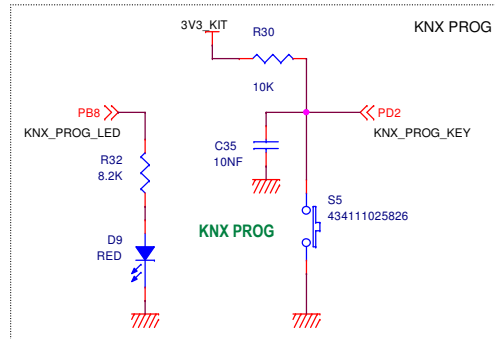 KNX PROG
3V3_KIT
R30
10K
PB8
KNX_PROG_LED
PD2
KNX_PROG_KEY
R32
8.2K
C35
10NF
S5
434111025826
KNX PROG
D9
RED